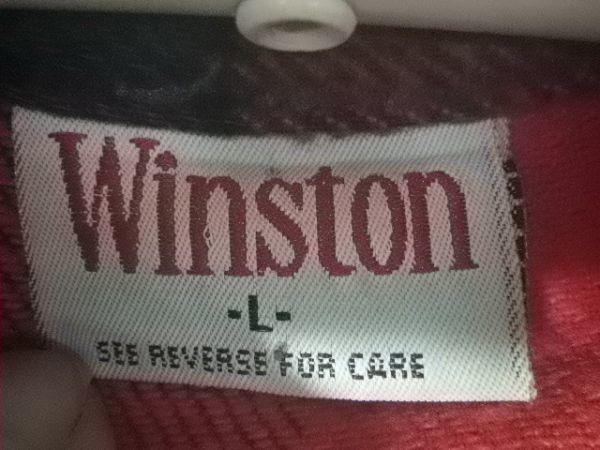 Winston
-L-
SEE REVERSE FOR CARE